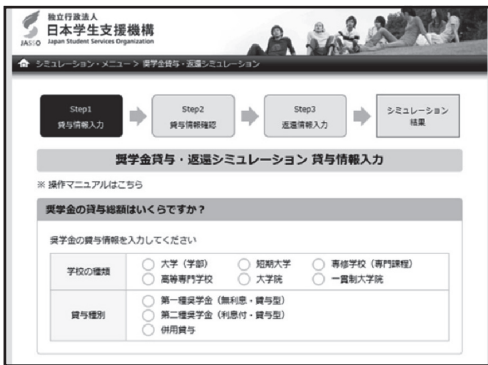 独立行政法人
日本学生支援機構
JASSO Japan Student Services Organization
シミュレーション・メニュー > 奨学金貸与・返還シミュレーション
Step1
貸与情報入力
Step2
貸与情報確認
Step3
返還情報入力
シミュレーション
結果
奨学金貸与・返還シミュレーション 貸与情報入力
※ 操作マニュアルはこちら
奨学金の貸与総額はいくらですか？
奨学金の貸与情報を入力してください
学校の種類
大学（学部） 短期大学 専修学校（専門課程）
高等専門学校 大学院 一貫制大学院
貸与種別
第一種奨学金（無利息・貸与型）
第二種奨学金（利息付・貸与型）
併用貸与